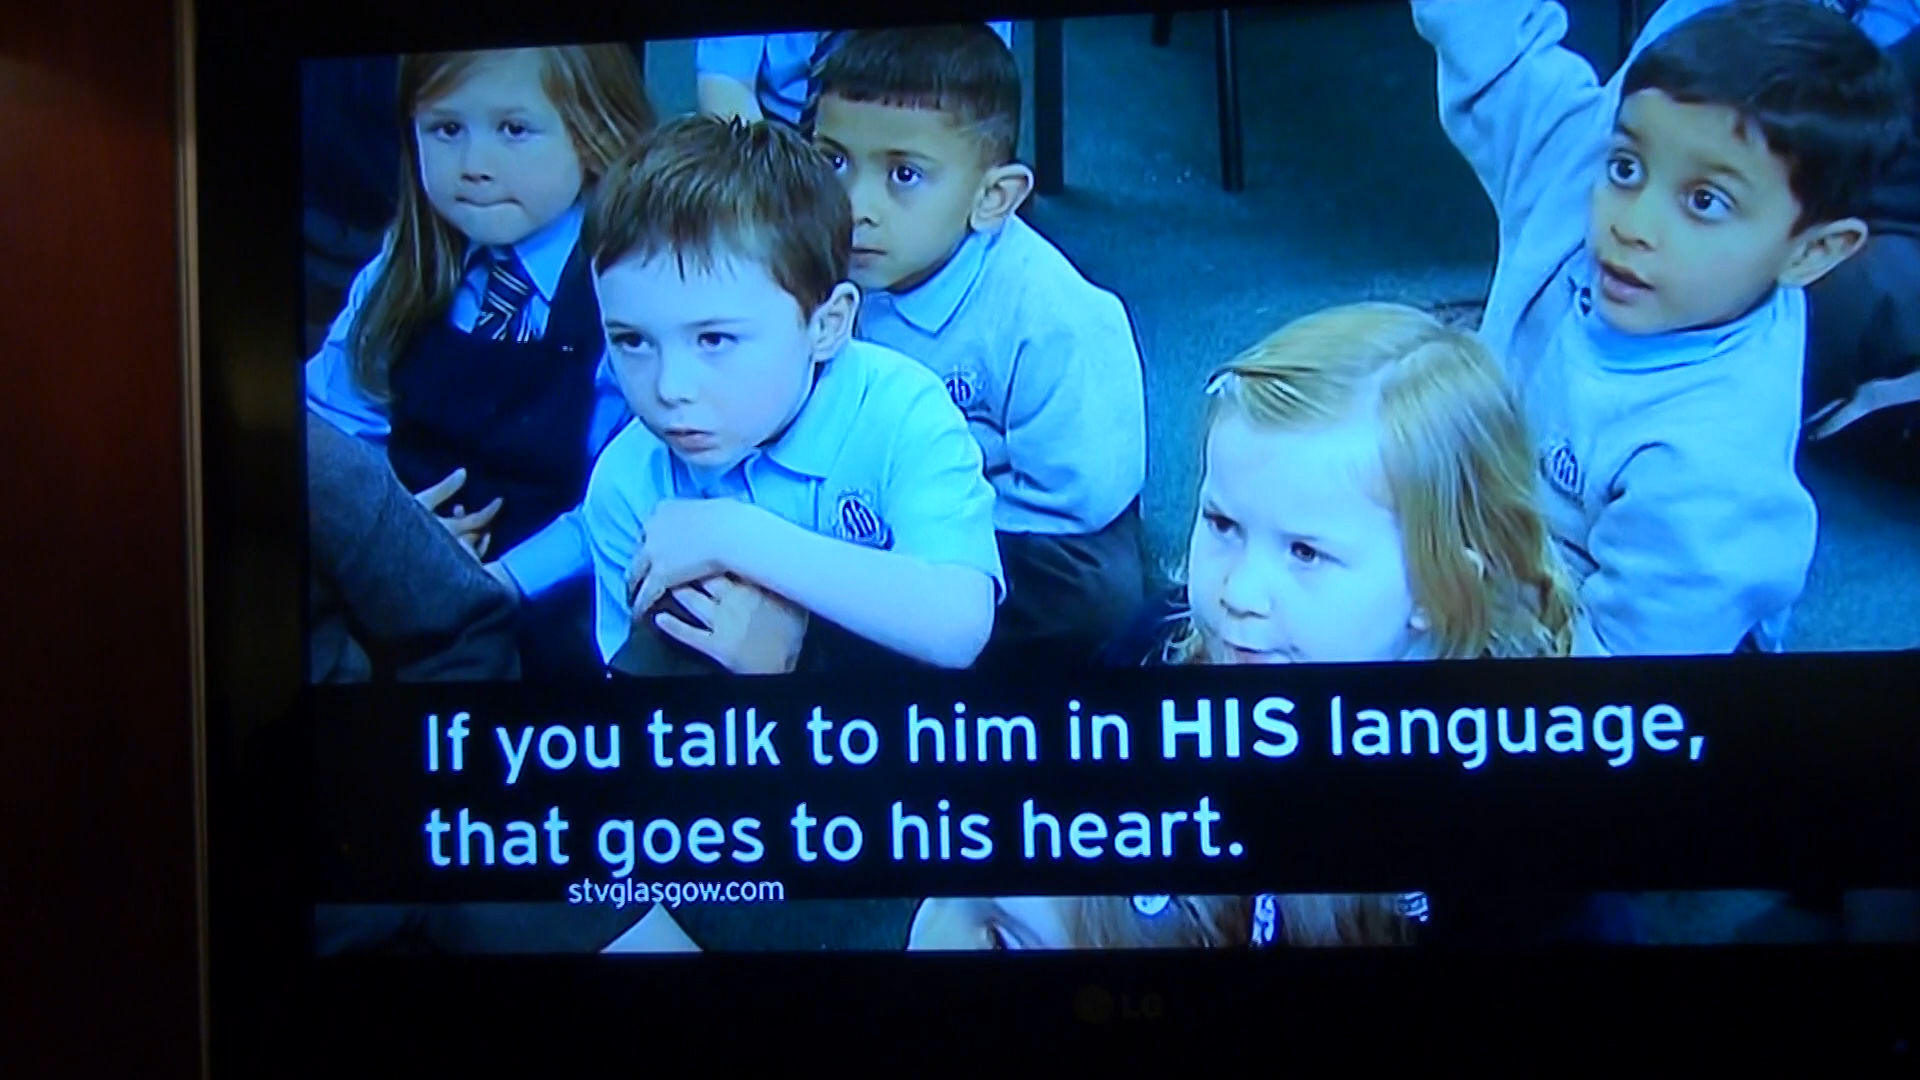 If you talk to him in HIS language,
that goes to his heart.
stvglasgow.com
LG